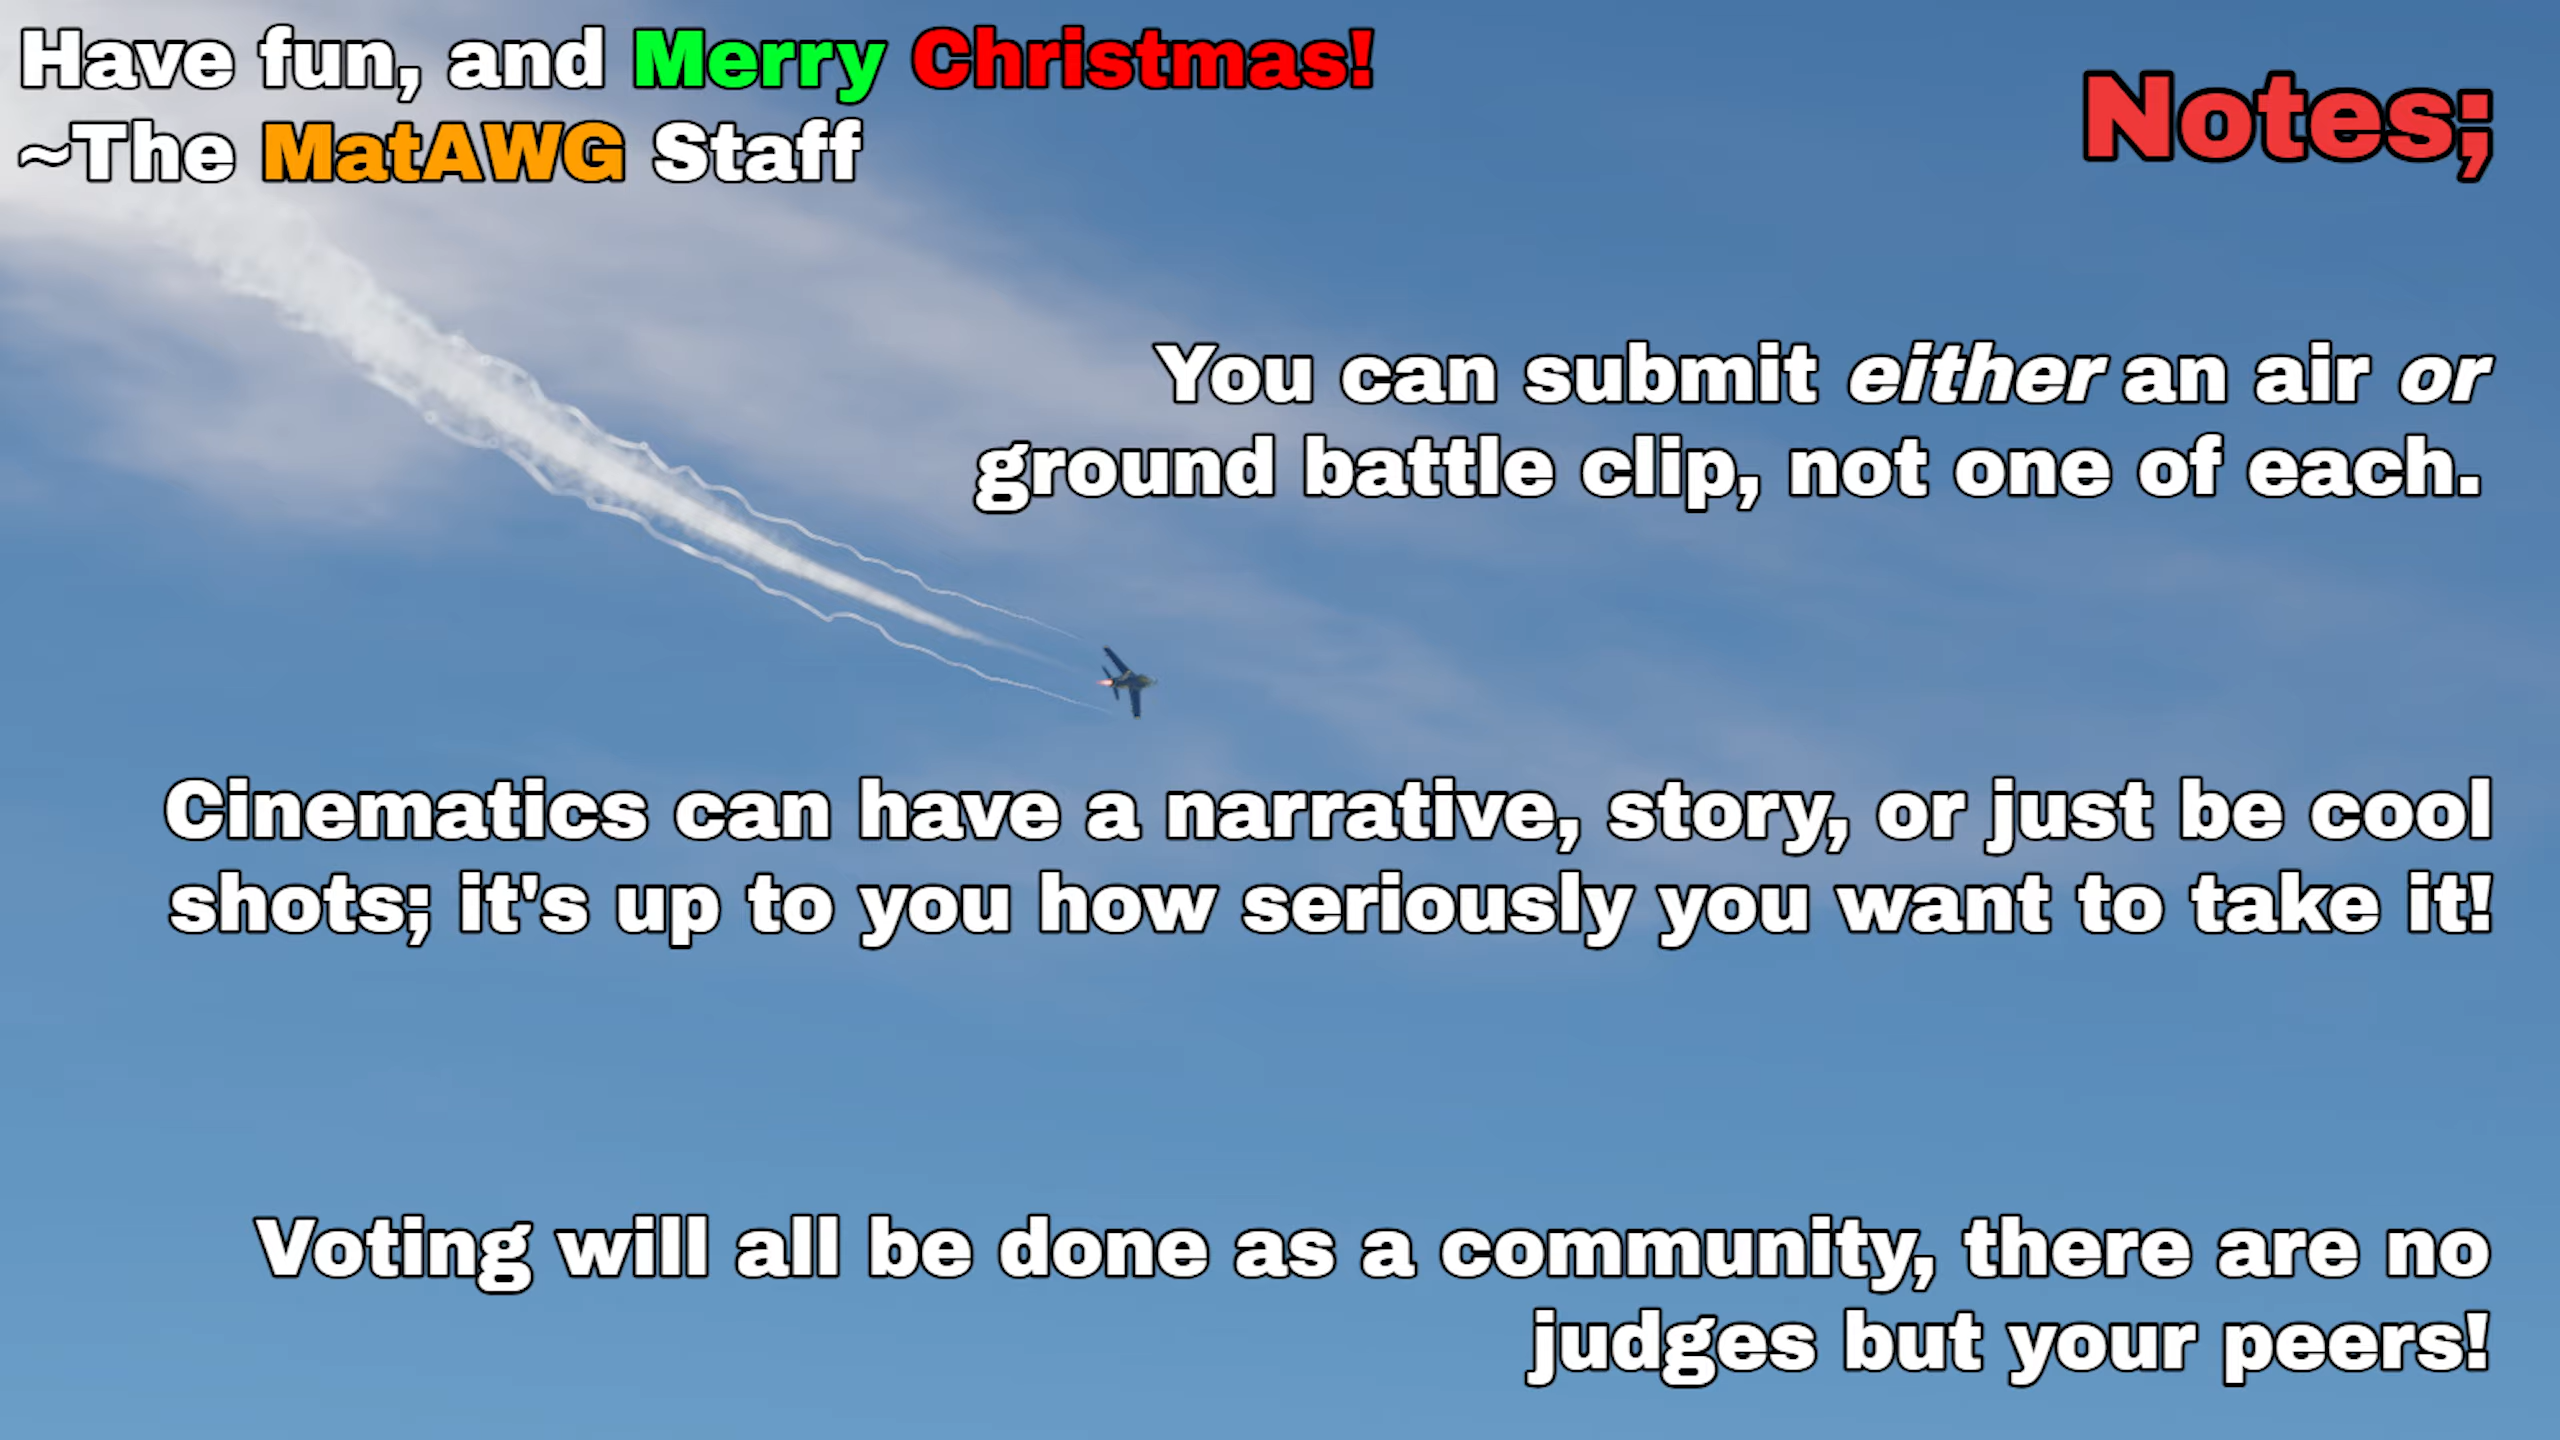 Have fun, and Merry Christmas!
~The MatAWG Staff
Notes;
You can submit either an air or
ground battle clip, not one of each.
Cinematics can have a narrative, story, or just be cool
shots; it's up to you how seriously you want to take it!
Voting will all be done as a community, there are no
judges but your peers!